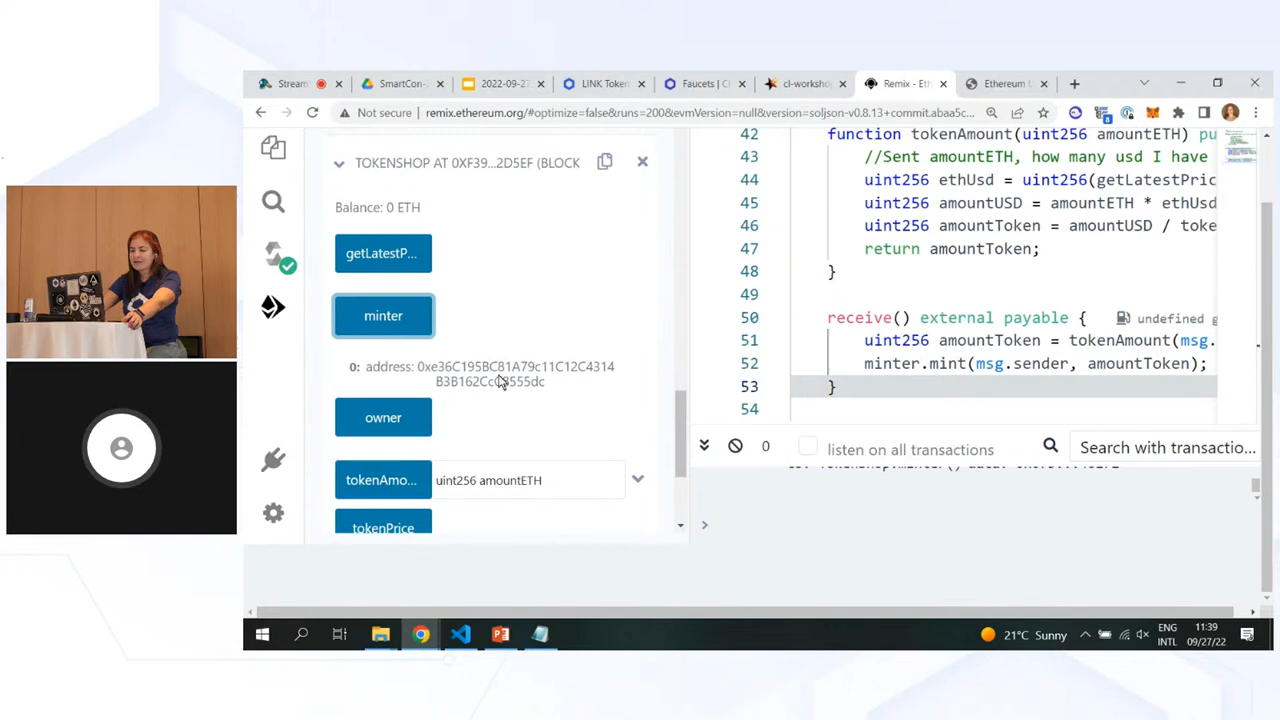 Stream
SmartCon-
2022-09-27
LINK Token
Faucets | Cl
cl-worksho
Remix - Eth
Ethereum U
Not secure
remix.ethereum.org/#optimize=false&runs=200&evmVersion=null&version=soljson-v0.8.13+commit.abaa5c...
TOKENSHOP AT 0XF39...2D5EF (BLOCK
Balance: 0 ETH
getLatestP...
minter
0: address: 0xe36C195BC81A79c11C12C4314
owner
tokenAmo...
uint256 amountETH
tokenPrice
42 function tokenAmount(uint256 amountETH) pu
43 //Sent amountETH, how many usd I have
44 uint256 ethUsd = uint256(getLatestPric
45 uint256 amountUSD = amountETH * ethUsd
46 uint256 amountToken = amountUSD / toke
47 return amountToken;
48 }
49
50 receive() external payable { undefined g
51 uint256 amountToken = tokenAmount(msg.
52 minter.mint(msg.sender, amountToken);
53 }
54
0
listen on all transactions
Search with transactio...
>
21°C Sunny
ENG
INTL
11:39
09/27/22